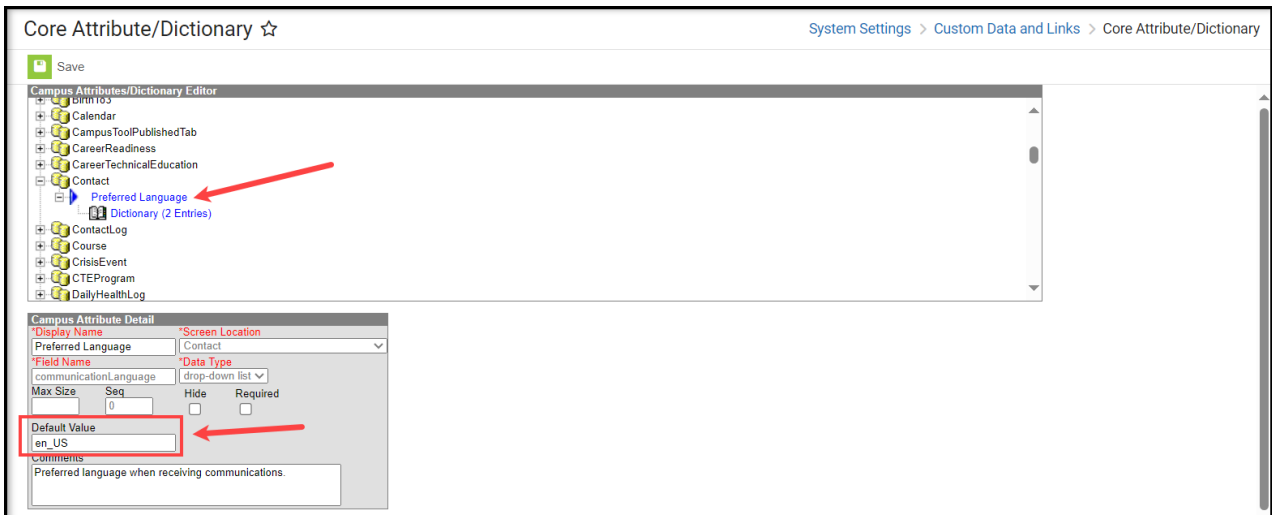 Core Attribute/Dictionary
System Settings > Custom Data and Links > Core Attribute/Dictionary
Save
Campus Attributes/Dictionary Editor
BirthTo3
Calendar
CampusToolPublishedTab
CareerReadiness
CareerTechnicalEducation
Contact
Preferred Language
Dictionary (2 Entries)
ContactLog
Course
CrisisEvent
CTEProgram
DailyHealthLog
Campus Attribute Detail
*Display Name *Screen Location
Preferred Language Contact
*Field Name *Data Type
communicationLanguage drop-down list
Max Size Seq Hide Required
0
Default Value
en_US
Comments
Preferred language when receiving communications.